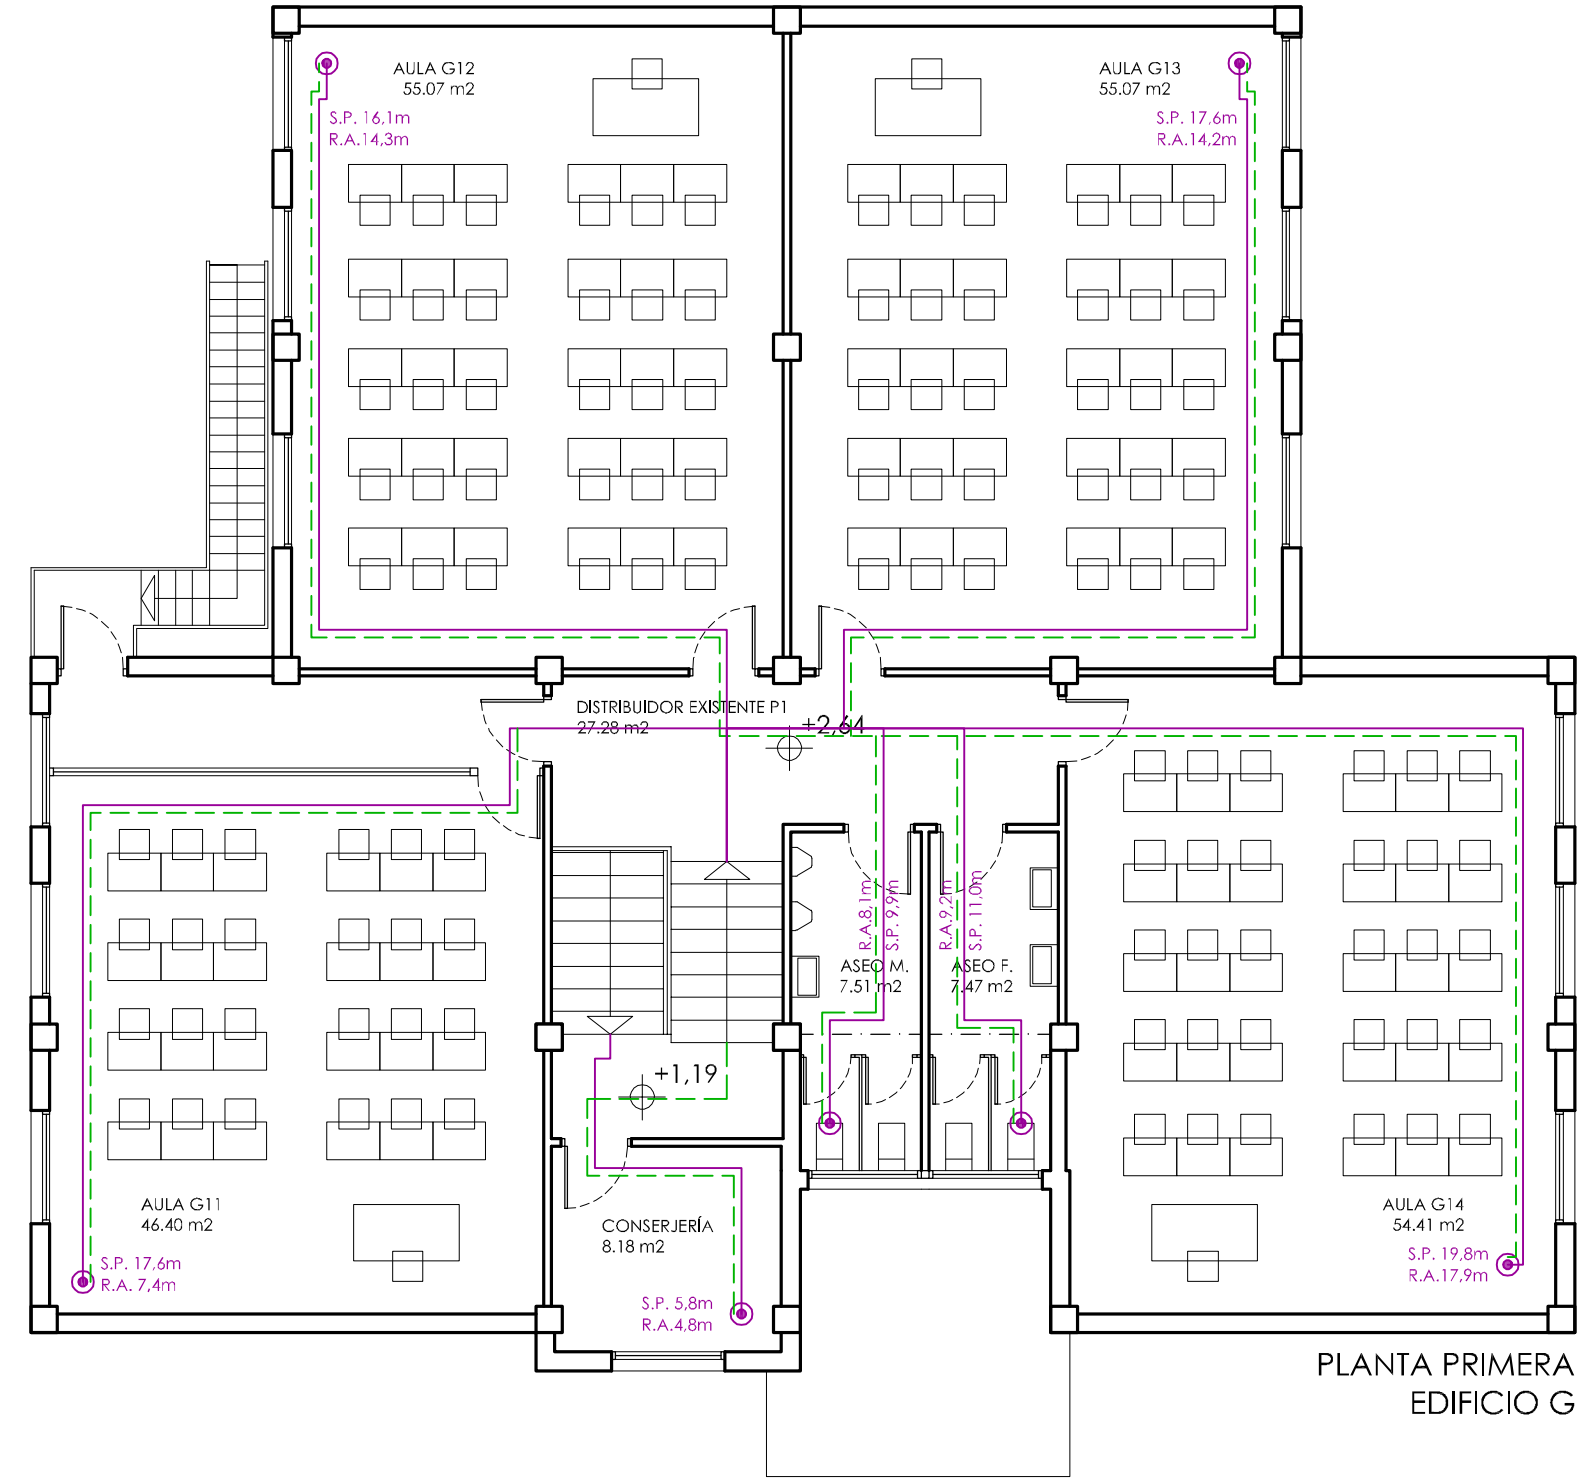 AULA G12
55.07 m2
S.P. 16,1m
R.A.14,3m
AULA G13
55.07 m2
S.P. 17,6m
R.A.14,2m
DISTRIBUIDOR EXISTENTE P1
27.28 m2
+2,64
R.A.8,1m
S.P. 9,9m
R.A.9,2m
S.P. 11,0m
ASEO M.
7.51 m2
ASEO F.
7.47 m2
+1,19
AULA G11
46.40 m2
S.P. 17,6m
R.A. 7,4m
CONSERJERÍA
8.18 m2
S.P. 5,8m
R.A.4,8m
AULA G14
54.41 m2
S.P. 19,8m
R.A.17,9m
PLANTA PRIMERA
EDIFICIO G